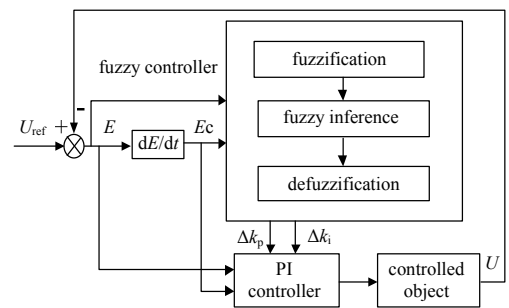 fuzzy controller
fuzzification
fuzzy inference
defuzzification
-
U_ref +
E
dE/dt
Ec
Δk_p
Δk_i
PI
controller
controlled
object
U